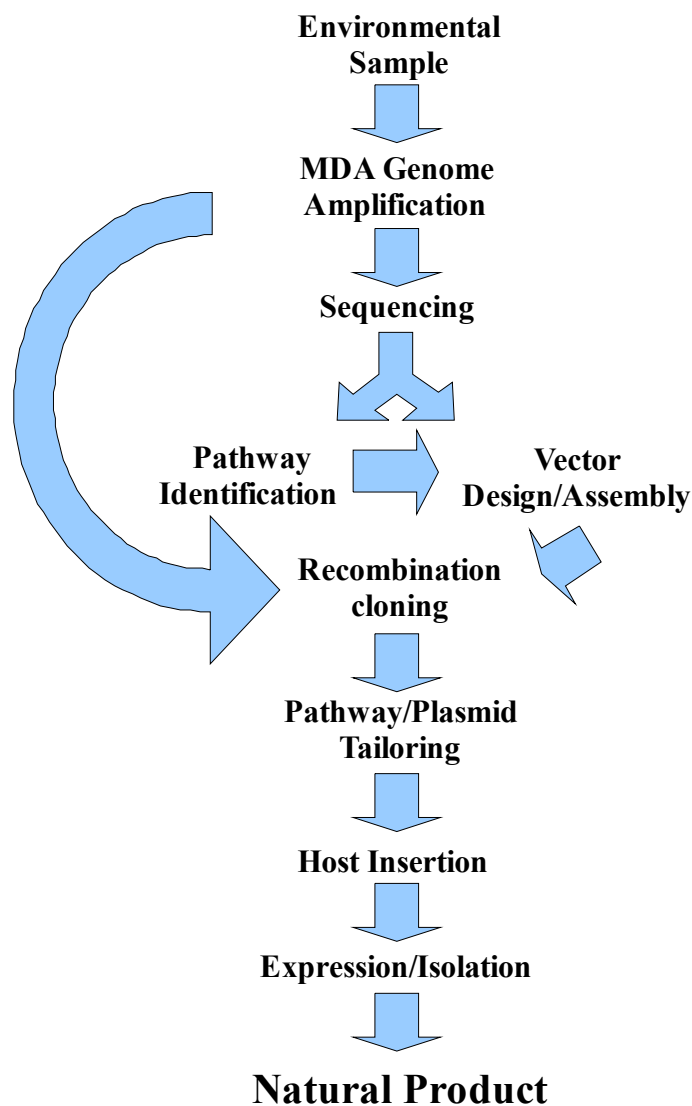 Environmental
Sample
MDA Genome
Amplification
Sequencing
Pathway
Identification
Vector
Design/Assembly
Recombination
cloning
Pathway/Plasmid
Tailoring
Host Insertion
Expression/Isolation
Natural Product